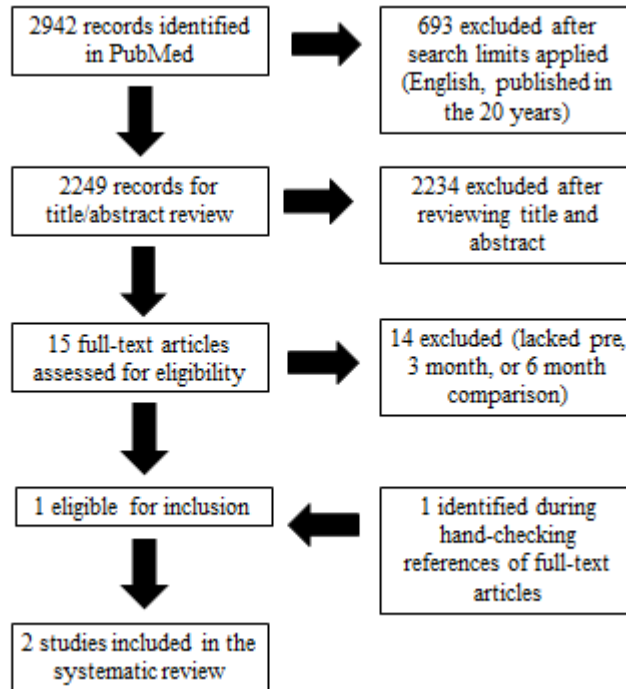 2942 records identified
in PubMed
693 excluded after
search limits applied
(English, published in
the 20 years)
2249 records for
title/abstract review
2234 excluded after
reviewing title and
abstract
15 full-text articles
assessed for eligibility
14 excluded (lacked pre,
3 month, or 6 month
comparison)
1 eligible for inclusion
1 identified during
hand-checking
references of full-text
articles
2 studies included in the
systematic review